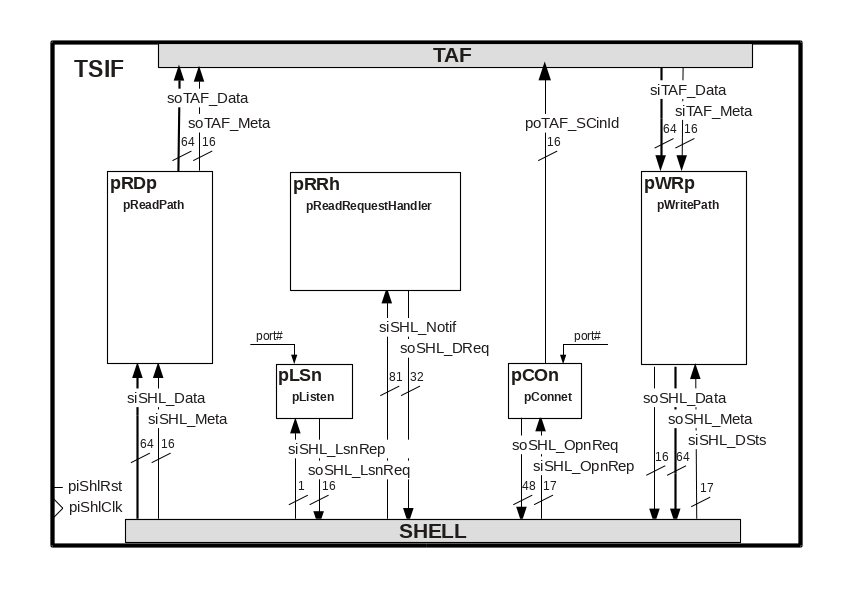 TAF
TSIF
soTAF_Data
soTAF_Meta
64
16
poTAF_SCinId
16
siTAF_Data
siTAF_Meta
64
16
pRDp
pReadPath
pRRh
pReadRequestHandler
pWRp
pWritePath
siSHL_Notif
soSHL_DReq
81
32
port#
pLSn
pListen
port#
pCOn
pConnet
siSHL_Data
siSHL_Meta
64
16
siSHL_LsnRep
soSHL_LsnReq
1
16
soSHL_OpnReq
siSHL_OpnRep
48
17
soSHL_Data
soSHL_Meta
siSHL_DSts
16
64
17
piShlRst
piShlClk
SHELL